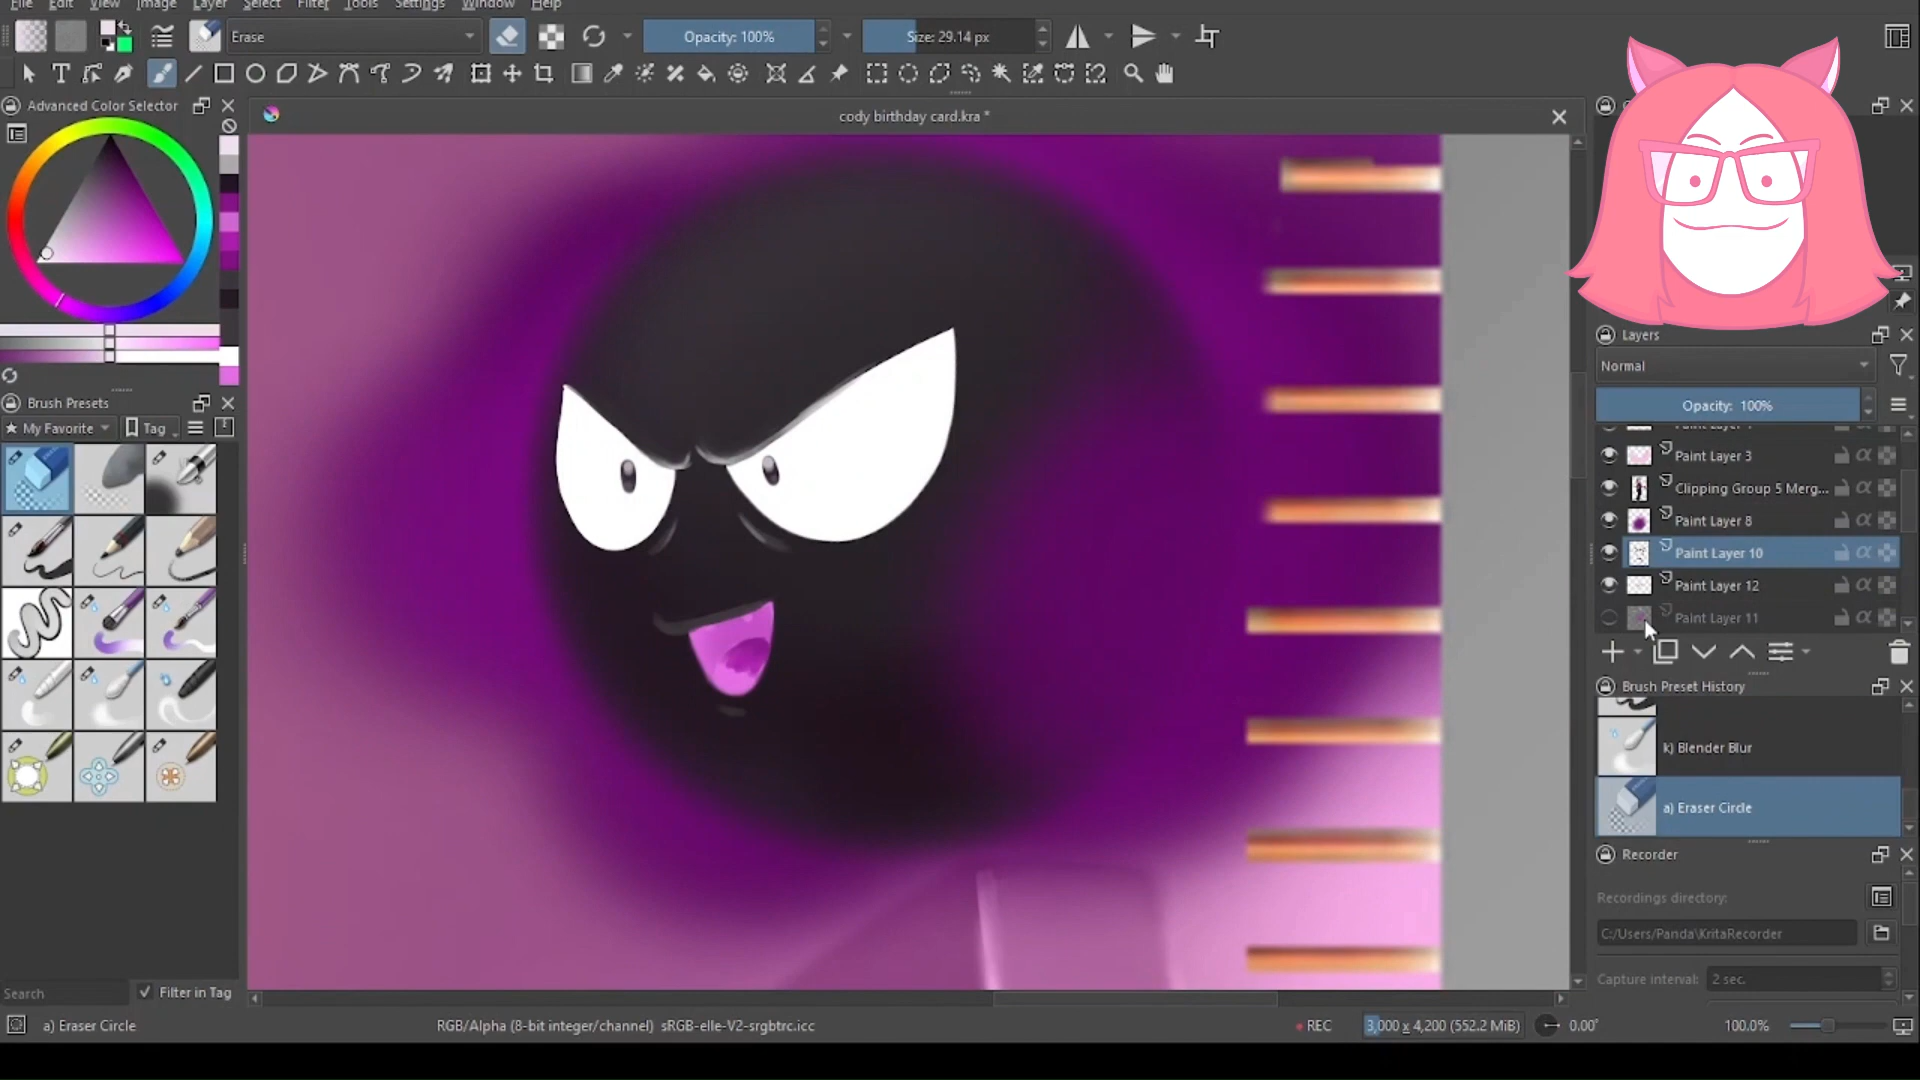 File Edit View Image Layer Select Filter Tools Settings Window Help
Erase Opacity: 100% Size: 29.14 px
Advanced Color Selector
cody birthday card.kra *
Layers
Normal
Brush Presets
Opacity: 100%
My Favorite Tag
Paint Layer 3
Clipping Group 5 Merg...
Paint Layer 8
Paint Layer 10
Paint Layer 12
Paint Layer 11
Brush Preset History
k) Blender Blur
a) Eraser Circle
Recorder
Recordings directory:
C:/Users/Panda\KritaRecorder
Capture interval: 2 sec.
Search Filter in Tag
a) Eraser Circle RGB/Alpha (8-bit integer/channel) sRGB-elle-V2-srgbtrc.icc REC 3,000 x 4,200 (552.2 MiB) 0.00° 100.0%